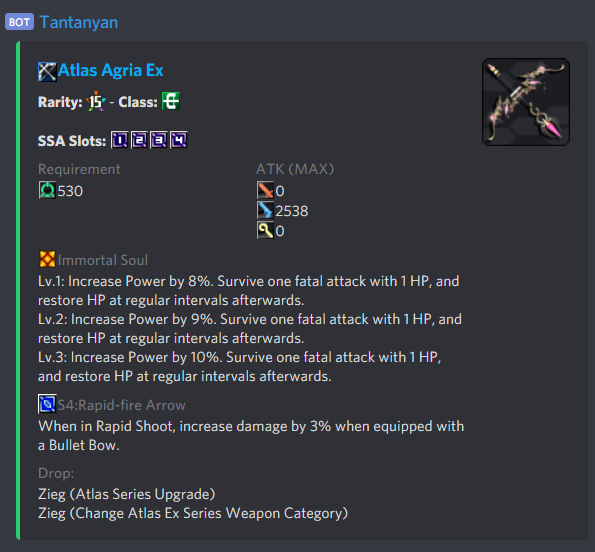 BOT Tantanyan
Atlas Agria Ex
Rarity: 15 - Class:
SSA Slots: 1 2 3 4
Requirement
530
ATK (MAX)
0
2538
0
Immortal Soul
Lv.1: Increase Power by 8%. Survive one fatal attack with 1 HP, and
restore HP at regular intervals afterwards.
Lv.2: Increase Power by 9%. Survive one fatal attack with 1 HP, and
restore HP at regular intervals afterwards.
Lv.3: Increase Power by 10%. Survive one fatal attack with 1 HP,
and restore HP at regular intervals afterwards.
S4:Rapid-fire Arrow
When in Rapid Shoot, increase damage by 3% when equipped with
a Bullet Bow.
Drop:
Zieg (Atlas Series Upgrade)
Zieg (Change Atlas Ex Series Weapon Category)